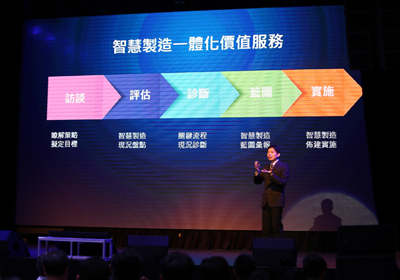 智慧製造一體化價值服務
訪談
評估
診斷
藍圖
實施
瞭解策略
擬定目標
智慧製造
現況盤點
關鍵流程
現況診斷
智慧製造
藍圖彙報
智慧製造
佈建實施